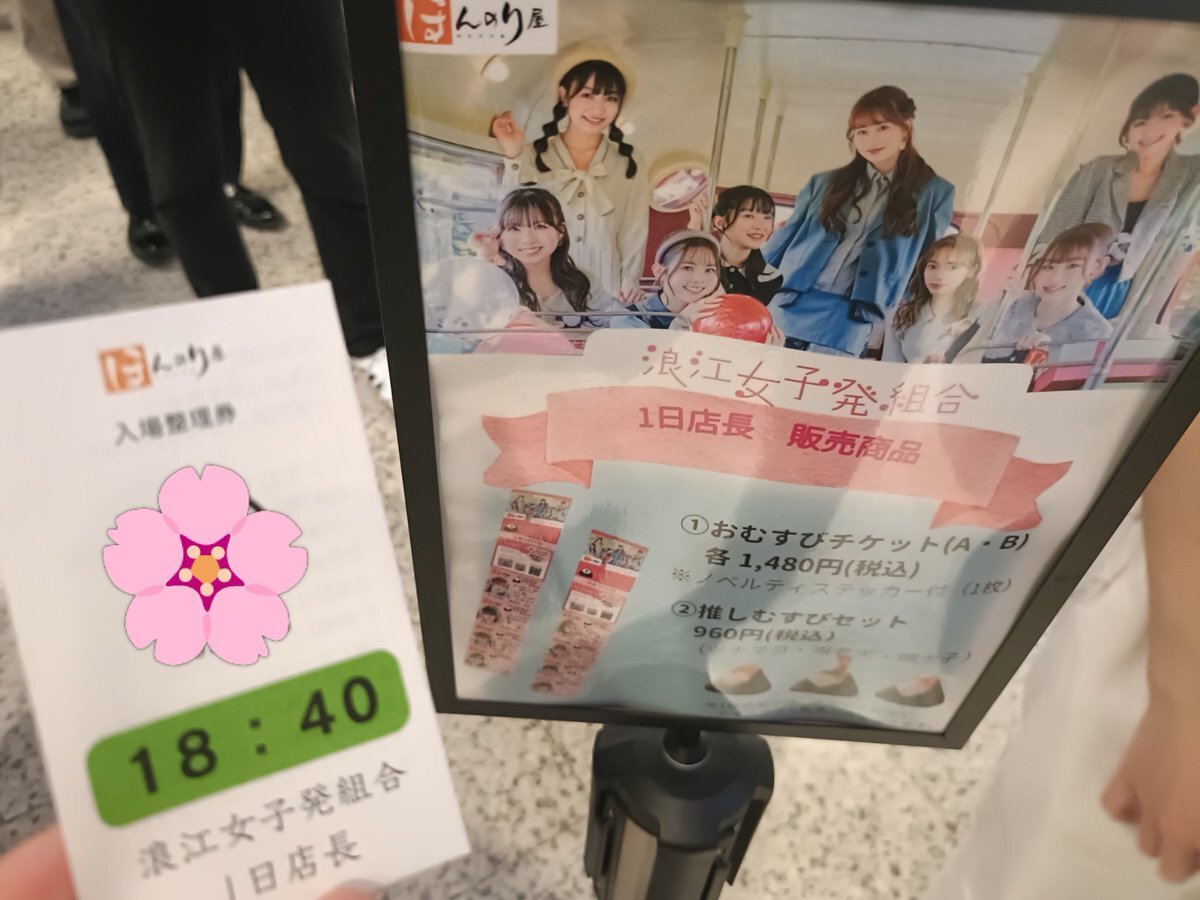 ほんのり屋
入場整理券
18：40
浪江女子発組合
1日店長
ほんのり屋
浪江女子発組合
1日店長 販売商品
①おむすびチケット(A・B)
各 1,480円(税込)
※ノベルティステッカー付 (1枚)
②推しむすびセット
960円(税込)